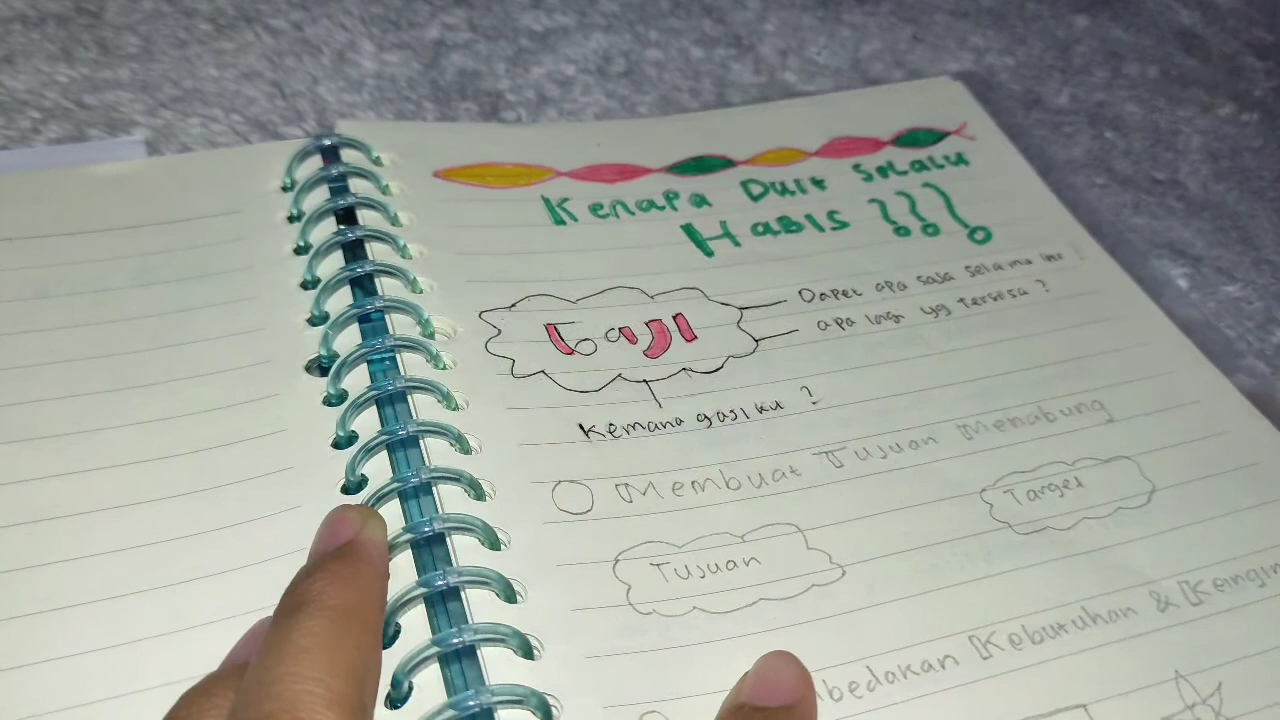 Kenapa Duit Selalu
Habis ???
Gaji
Dapet apa saja selama ini ?
apa lagi yg tersisa ?
Kemana gajiku ?
Membuat Tujuan Menabung
Target
Tujuan
Kebutuhan &